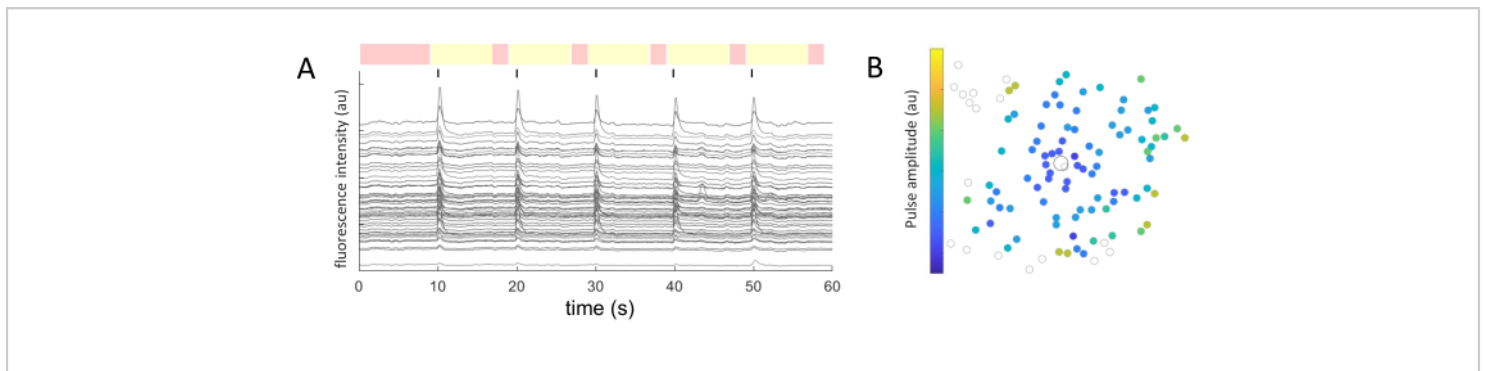 A
fluorescence intensity (au)
0 10 20 30 40 50 60
time (s)
B
Pulse amplitude (au)